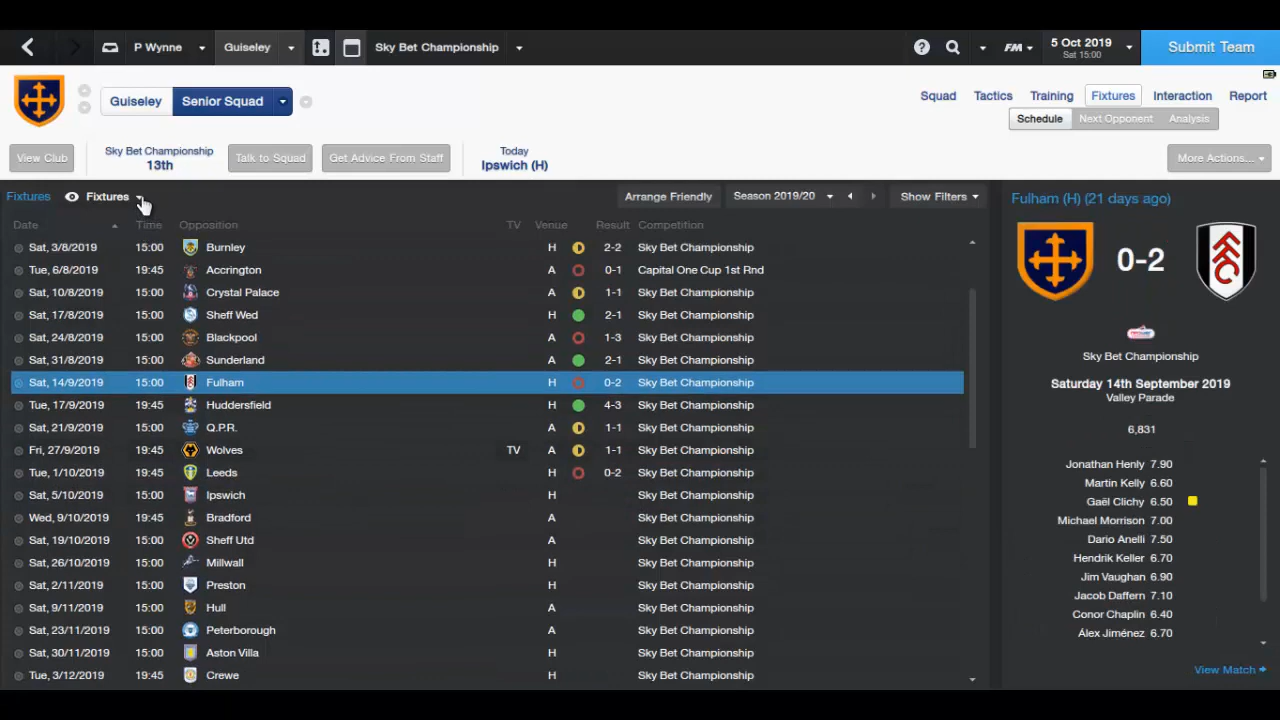 P Wynne Guiseley Sky Bet Championship FM 5 Oct 2019 Submit Team
Sat 15:00
Guiseley Senior Squad Squad Tactics Training Fixtures Interaction Report
Schedule Next Opponent Analysis
View Club Sky Bet Championship Talk to Squad Get Advice From Staff Today More Actions...
13th Ipswich (H)
Fixtures Fixtures Arrange Friendly Season 2019/20 Show Filters
Date Time Opposition TV Venue Result Competition
Sat, 3/8/2019 15:00 Burnley H 2-2 Sky Bet Championship
Tue, 6/8/2019 19:45 Accrington A 0-1 Capital One Cup 1st Rnd
Sat, 10/8/2019 15:00 Crystal Palace A 1-1 Sky Bet Championship
Sat, 17/8/2019 15:00 Sheff Wed H 2-1 Sky Bet Championship
Sat, 24/8/2019 15:00 Blackpool A 1-3 Sky Bet Championship
Sat, 31/8/2019 15:00 Sunderland A 2-1 Sky Bet Championship
Sat, 14/9/2019 15:00 Fulham H 0-2 Sky Bet Championship
Tue, 17/9/2019 19:45 Huddersfield H 4-3 Sky Bet Championship
Sat, 21/9/2019 15:00 Q.P.R. A 1-1 Sky Bet Championship
Fri, 27/9/2019 19:45 Wolves TV A 1-1 Sky Bet Championship
Tue, 1/10/2019 19:45 Leeds H 0-2 Sky Bet Championship
Sat, 5/10/2019 15:00 Ipswich H Sky Bet Championship
Wed, 9/10/2019 19:45 Bradford A Sky Bet Championship
Sat, 19/10/2019 15:00 Sheff Utd A Sky Bet Championship
Sat, 26/10/2019 15:00 Millwall H Sky Bet Championship
Sat, 2/11/2019 15:00 Preston H Sky Bet Championship
Sat, 9/11/2019 15:00 Hull A Sky Bet Championship
Sat, 23/11/2019 15:00 Peterborough A Sky Bet Championship
Sat, 30/11/2019 15:00 Aston Villa H Sky Bet Championship
Tue, 3/12/2019 19:45 Crewe H Sky Bet Championship
Fulham (H) (21 days ago)
0-2
Sky Bet Championship
Saturday 14th September 2019
Valley Parade
6,831
Jonathan Henly 7.90
Martin Kelly 6.60
Gaël Clichy 6.50
Michael Morrison 7.00
Dario Anelli 7.50
Hendrik Keller 6.70
Jim Vaughan 6.90
Jacob Daffern 7.10
Conor Chaplin 6.40
Álex Jiménez 6.70
View Match